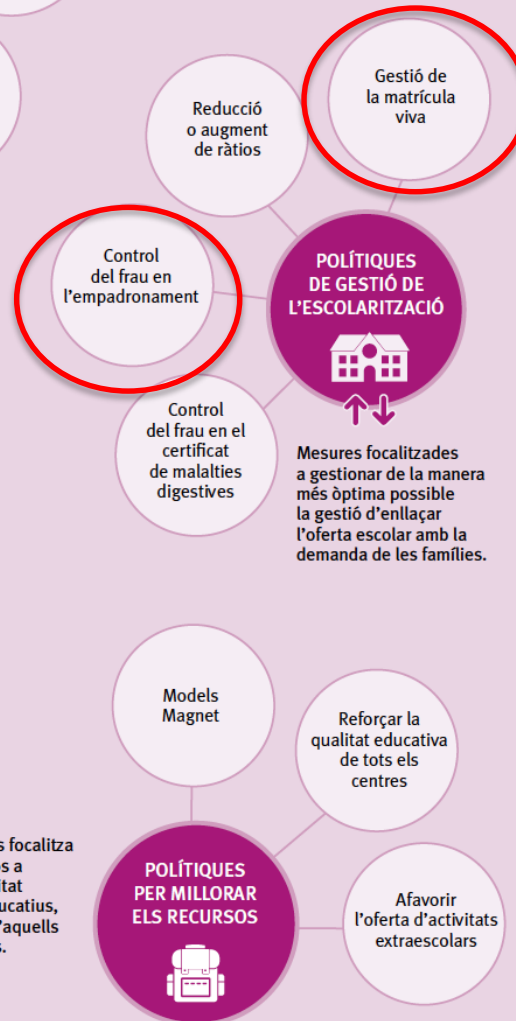 Gestió de
la matrícula
viva
Reducció
o augment
de ràtios
Control
del frau en
l'empadronament
POLÍTIQUES
DE GESTIÓ DE
L'ESCOLARITZACIÓ
Control
del frau en el
certificat
de malalties
digestives
Mesures focalitzades
a gestionar de la manera
més òptima possible
la gestió d'enllaçar
l'oferta escolar amb la
demanda de les famílies.
Models
Magnet
Reforçar la
qualitat educativa
de tots els
centres
focalitza
a
POLÍTIQUES
PER MILLORAR
ELS RECURSOS
Afavorir
l'oferta d'activitats
extraescolars